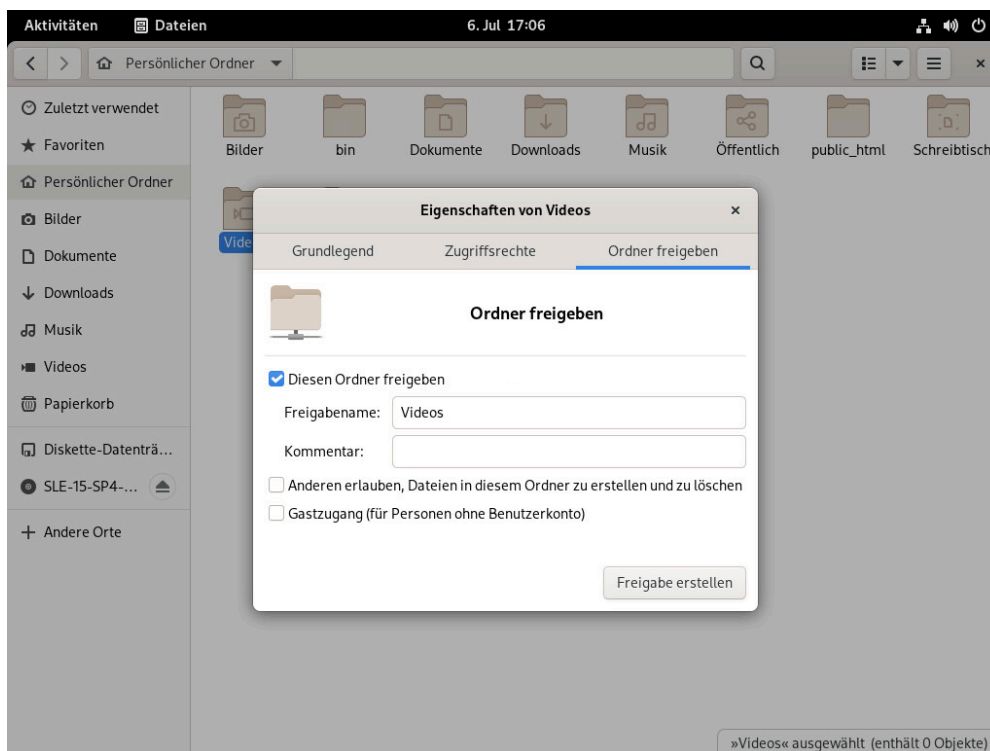 Aktivitäten Dateien 6. Jul 17:06
Persönlicher Ordner
Zuletzt verwendet
Favoriten
Persönlicher Ordner
Bilder
Dokumente
Downloads
Musik
Videos
Papierkorb
Diskette-Datenträ...
SLE-15-SP4-...
Andere Orte
Bilder bin Dokumente Downloads Musik Öffentlich public_html Schreibtisch
Vide
Eigenschaften von Videos
Grundlegend Zugriffsrechte Ordner freigeben
Ordner freigeben
Diesen Ordner freigeben
Freigabename: Videos
Kommentar:
Anderen erlauben, Dateien in diesem Ordner zu erstellen und zu löschen
Gastzugang (für Personen ohne Benutzerkonto)
Freigabe erstellen
»Videos« ausgewählt (enthält 0 Objekte)